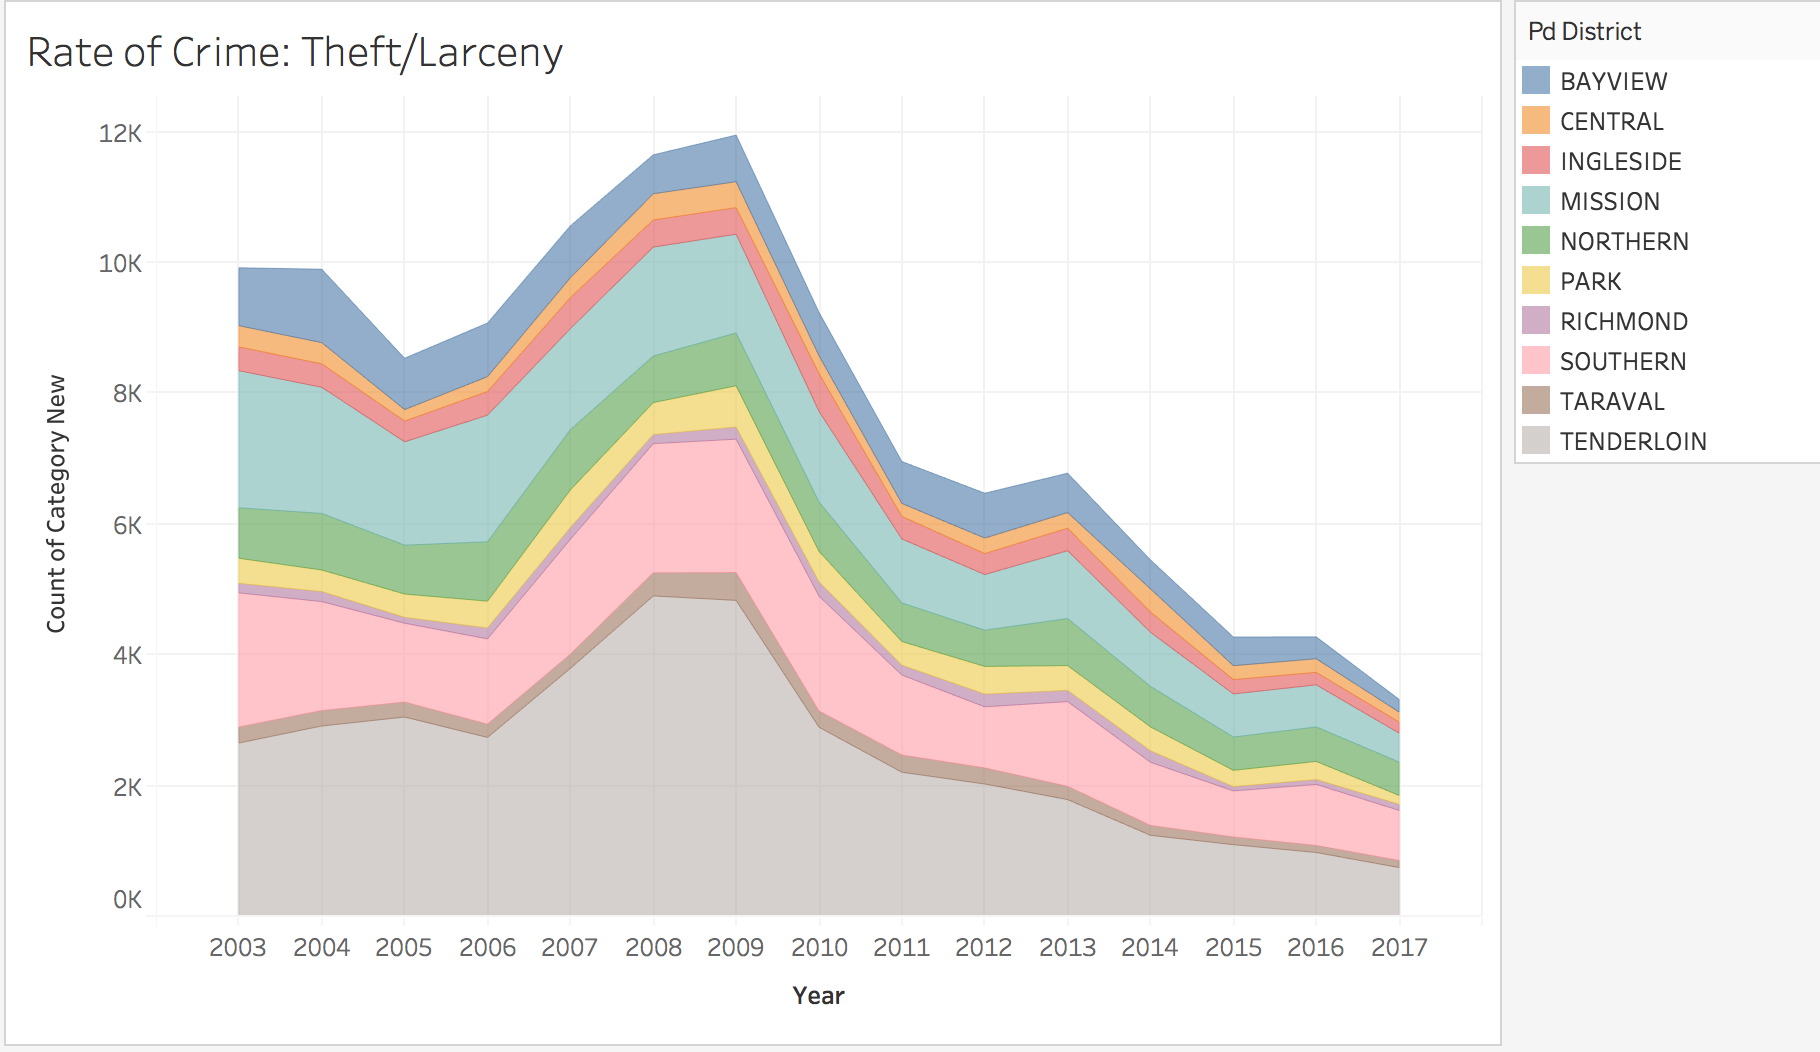 Rate of Crime: Theft/Larceny
12K
10K
8K
6K
4K
2K
0K
Count of Category New
2003 2004 2005 2006 2007 2008 2009 2010 2011 2012 2013 2014 2015 2016 2017
Year
Pd District
BAYVIEW
CENTRAL
INGLESIDE
MISSION
NORTHERN
PARK
RICHMOND
SOUTHERN
TARAVAL
TENDERLOIN